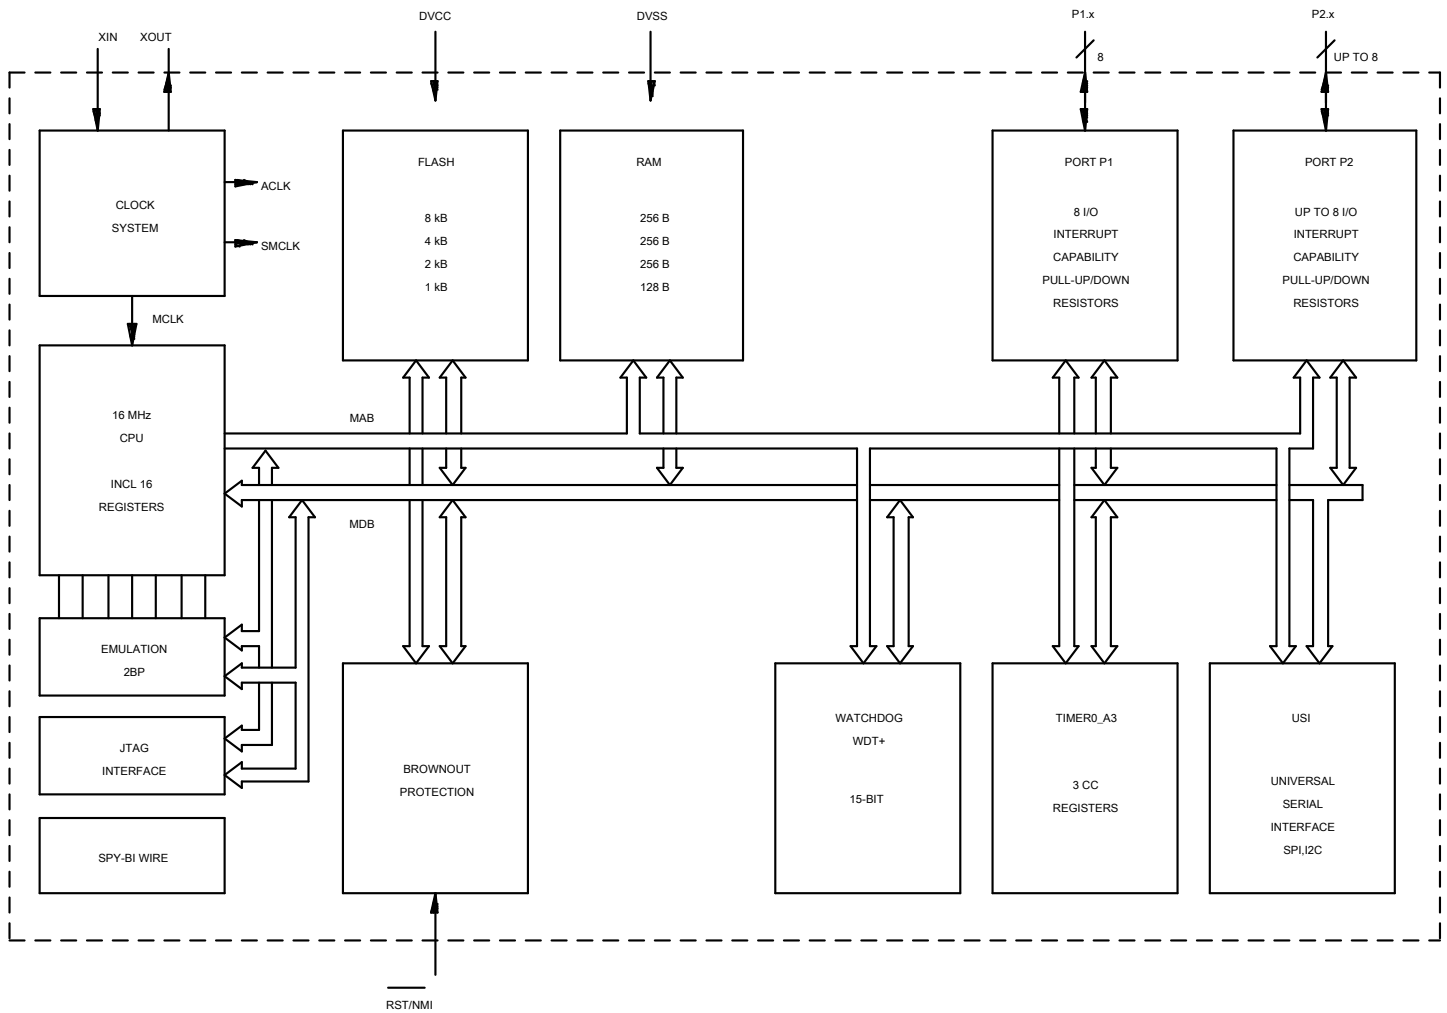 DVCC
DVSS
P1.x
P2.x
XIN
XOUT
8
UP TO 8
CLOCK
SYSTEM
ACLK
SMCLK
MCLK
FLASH
8 kB
4 kB
2 kB
1 kB
RAM
256 B
256 B
256 B
128 B
PORT P1
8 I/O
INTERRUPT
CAPABILITY
PULL-UP/DOWN
RESISTORS
PORT P2
UP TO 8 I/O
INTERRUPT
CAPABILITY
PULL-UP/DOWN
RESISTORS
16 MHz
CPU
INCL 16
REGISTERS
MAB
MDB
EMULATION
2BP
JTAG
INTERFACE
SPY-BI WIRE
BROWNOUT
PROTECTION
WATCHDOG
WDT+
15-BIT
TIMER0_A3
3 CC
REGISTERS
USI
UNIVERSAL
SERIAL
INTERFACE
SPI,I2C
RST/NMI